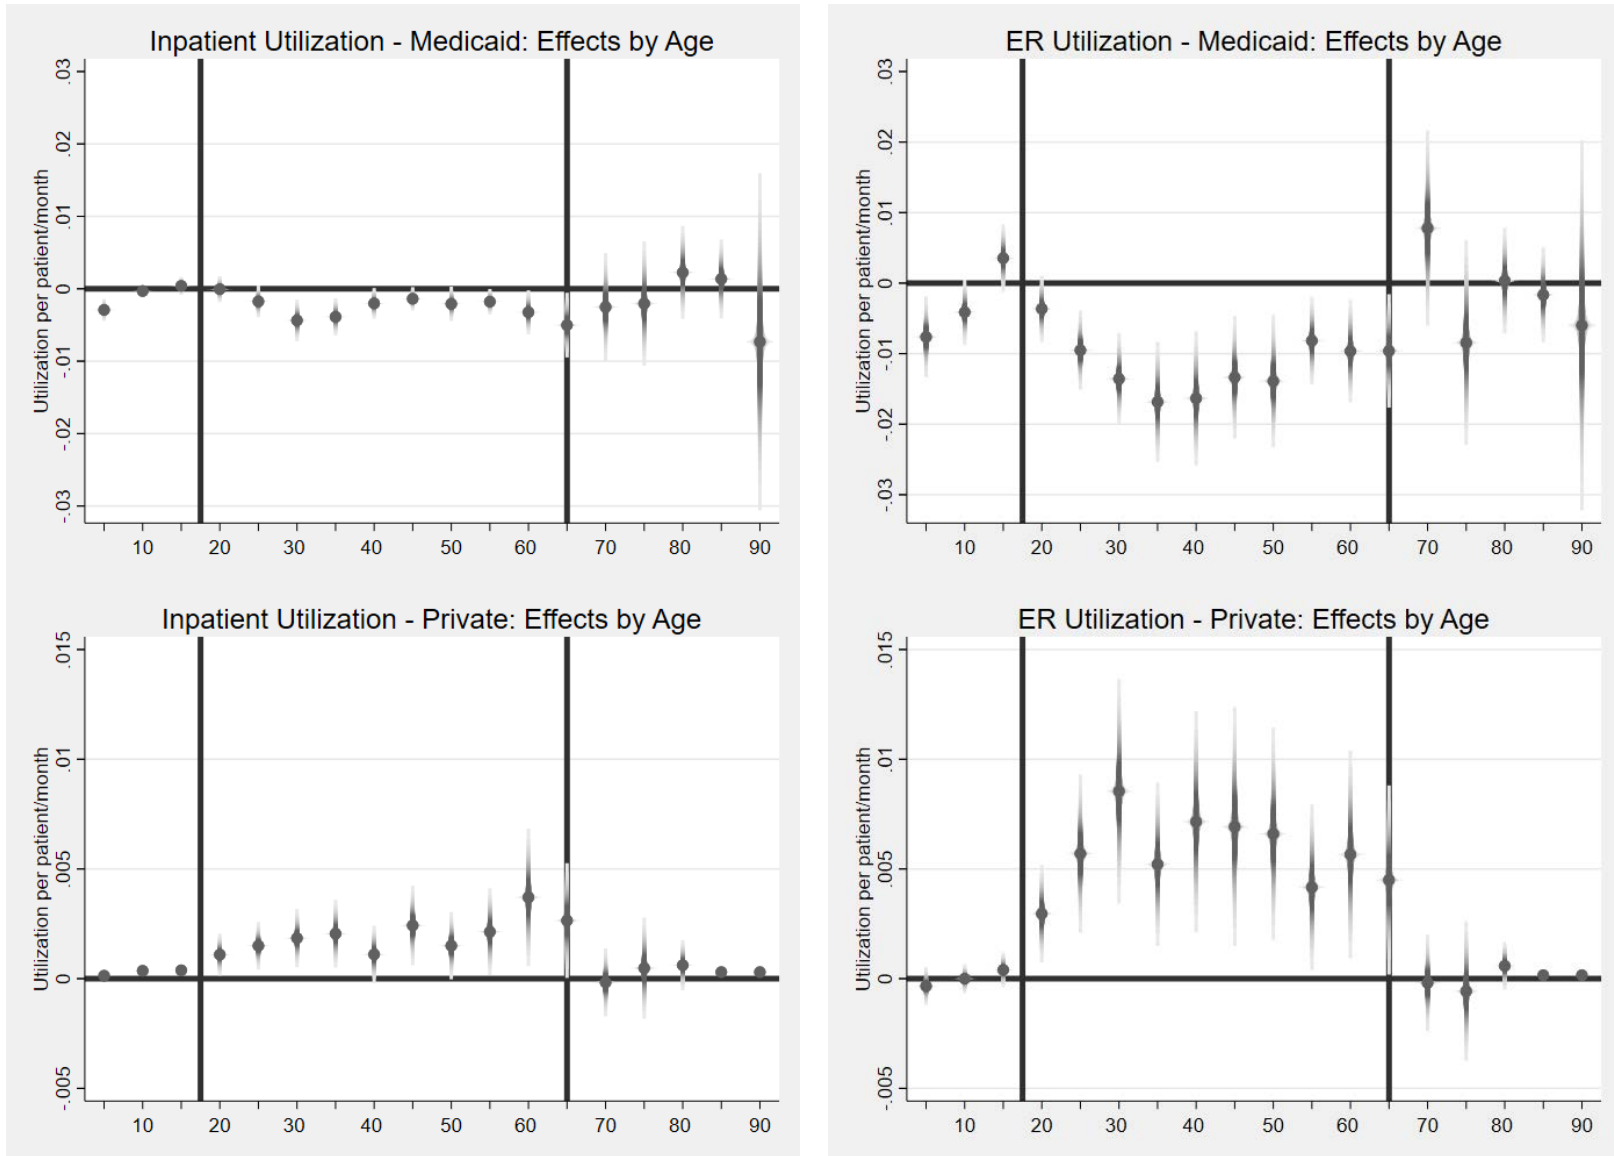 Inpatient Utilization - Medicaid: Effects by Age
Utilization per patient/month
.03
.02
.01
0
-.01
-.02
-.03
10 20 30 40 50 60 70 80 90
ER Utilization - Medicaid: Effects by Age
Utilization per patient/month
.03
.02
.01
0
-.01
-.02
-.03
10 20 30 40 50 60 70 80 90
Inpatient Utilization - Private: Effects by Age
Utilization per patient/month
.015
.01
.005
0
-.005
10 20 30 40 50 60 70 80 90
ER Utilization - Private: Effects by Age
Utilization per patient/month
.015
.01
.005
0
-.005
10 20 30 40 50 60 70 80 90